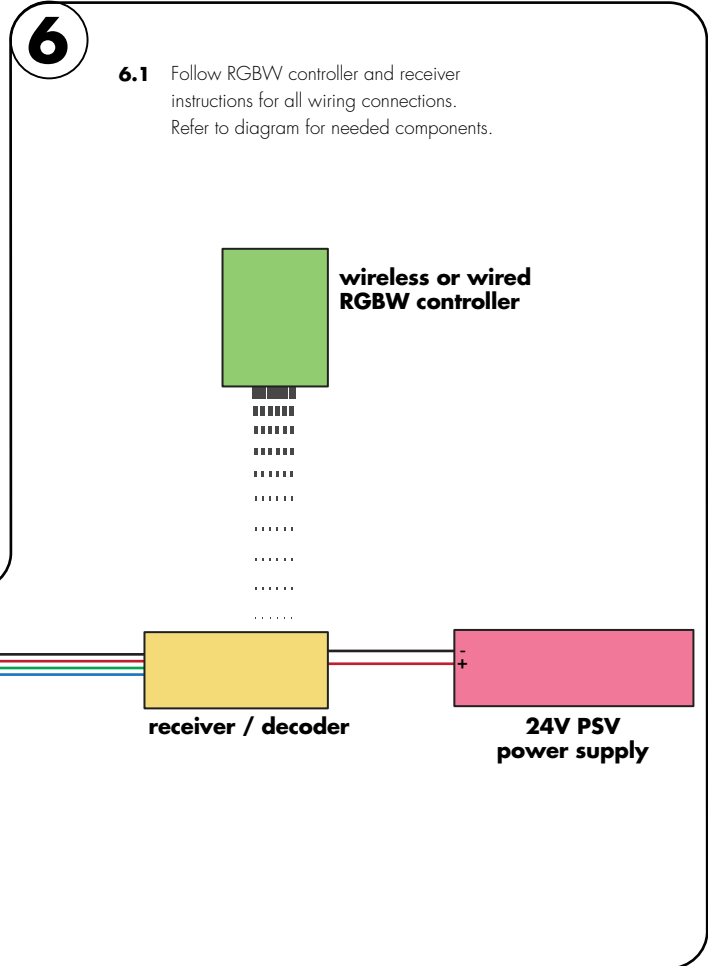 6
6.1 Follow RGBW controller and receiver
instructions for all wiring connections.
Refer to diagram for needed components.
wireless or wired
RGBW controller
-
+
receiver / decoder
24V PSV
power supply